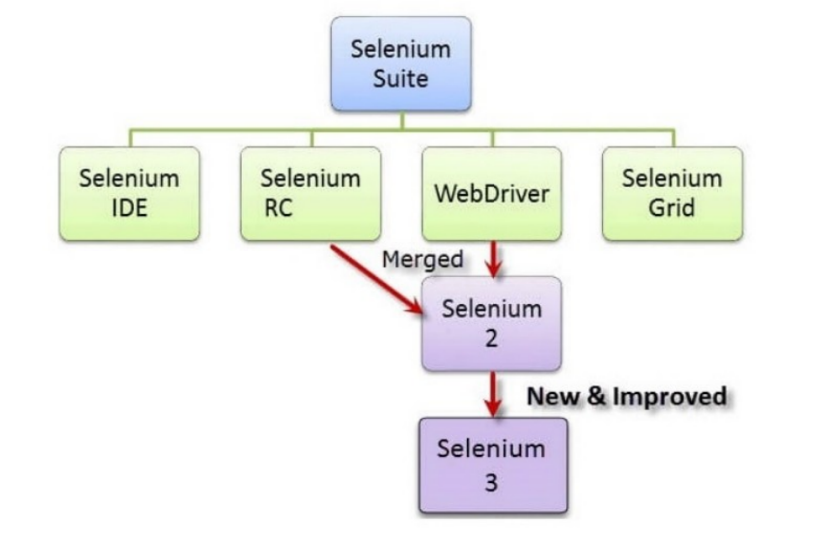 Selenium
Suite
Selenium
IDE
Selenium
RC
WebDriver
Selenium
Grid
Merged
Selenium
2
New & Improved
Selenium
3